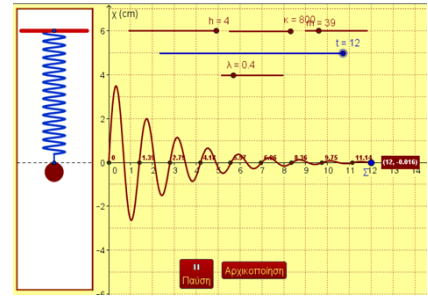 χ (cm)
h = 4
κ = 800
m = 39
t = 12
λ = 0.4
6
4
2
0
-2
-4
-6
0
1.39
2.79
4.18
5.57
6.96
8.36
9.75
11.14
(12, -0.016)
0 1 2 3 4 5 6 7 8 9 10 11 12 13 14
Σ
Παύση
Αρχικοποίηση